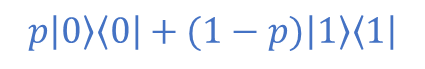 p|0⟩⟨0| + (1 − p)|1⟩⟨1|